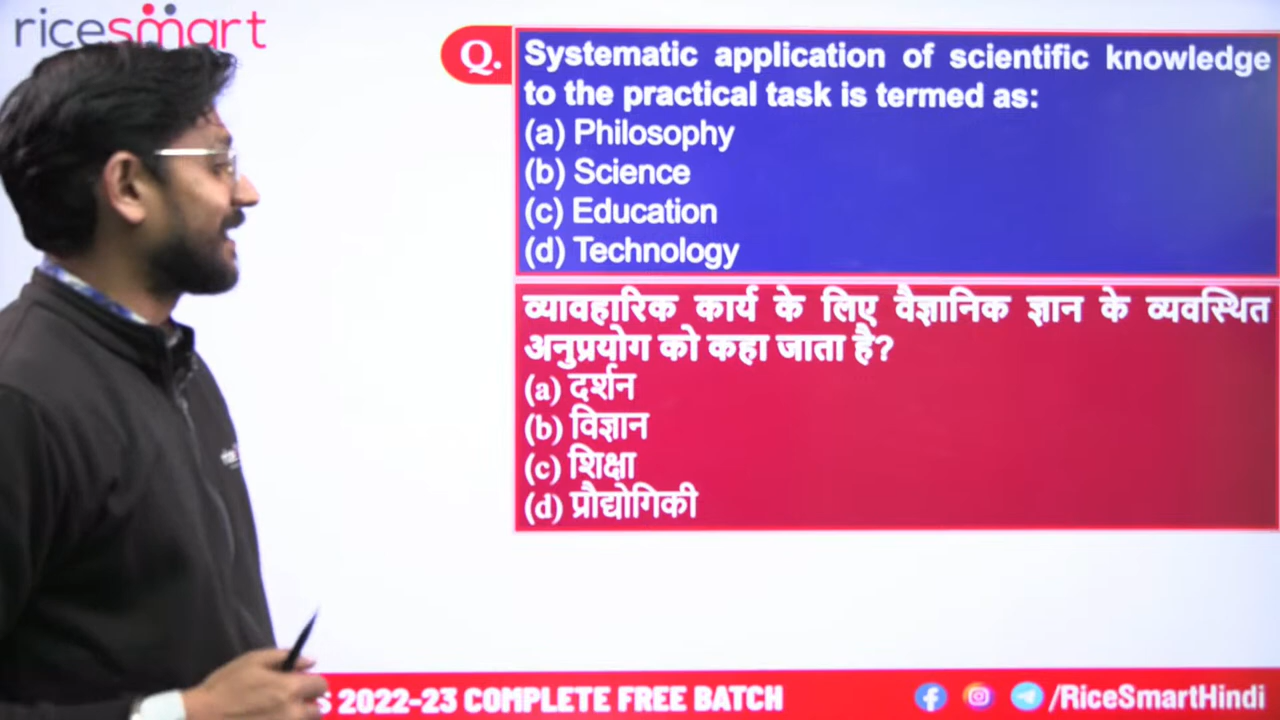 ricesmart
Q.
Systematic application of scientific knowledge
to the practical task is termed as:
(a) Philosophy
(b) Science
(c) Education
(d) Technology
व्यावहारिक कार्य के लिए वैज्ञानिक ज्ञान के व्यवस्थित
अनुप्रयोग को कहा जाता है?
(a) दर्शन
(b) विज्ञान
(c) शिक्षा
(d) प्रौद्योगिकी
S 2022-23 COMPLETE FREE BATCH
/RiceSmartHindi